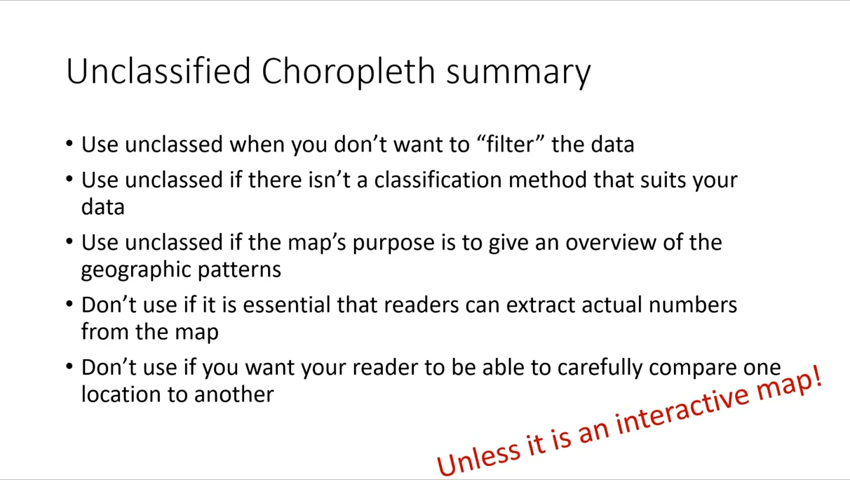 Unclassified Choropleth summary
• Use unclassed when you don’t want to “filter” the data
• Use unclassed if there isn’t a classification method that suits your
data
• Use unclassed if the map’s purpose is to give an overview of the
geographic patterns
• Don’t use if it is essential that readers can extract actual numbers
from the map
• Don’t use if you want your reader to be able to carefully compare one
location to another
Unless it is an interactive map!